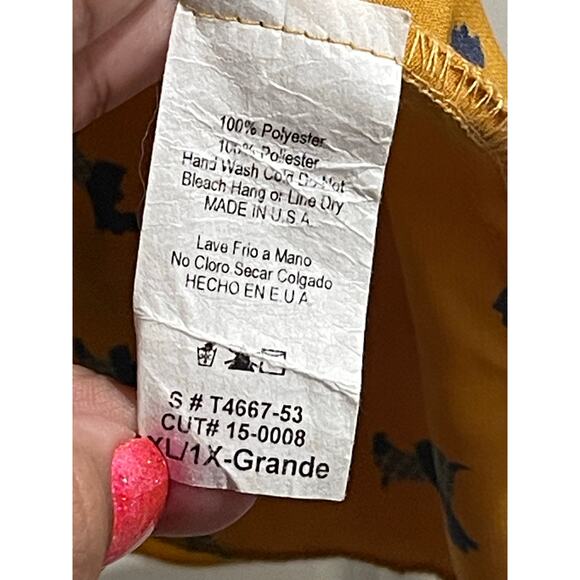 100% Polyester
100% Poliester
Hand Wash Cold Do Not
Bleach Hang or Line Dry
MADE IN U.S.A.
Lave Frio a Mano
No Cloro Secar Colgado
HECHO EN E.U.A.
S # T4667-53
CUT# 15-0008
XL/1X-Grande